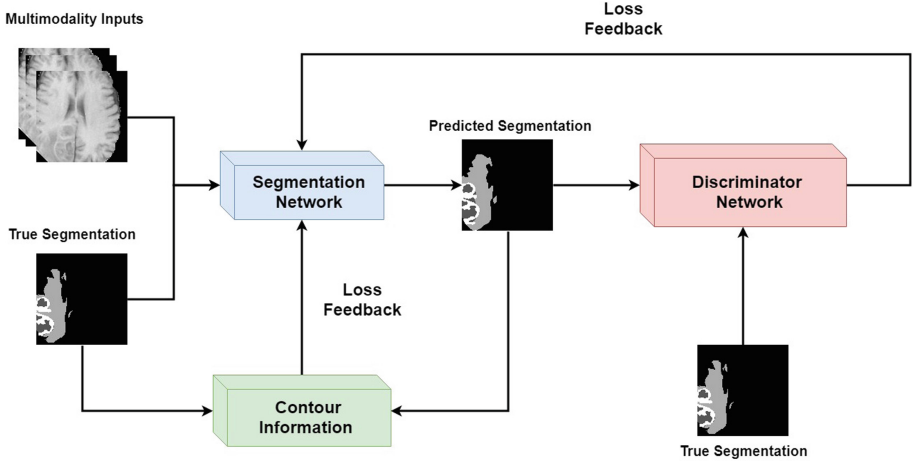 Multimodality Inputs
Loss
Feedback
Predicted Segmentation
Segmentation
Network
Discriminator
Network
True Segmentation
Loss
Feedback
Contour
Information
True Segmentation